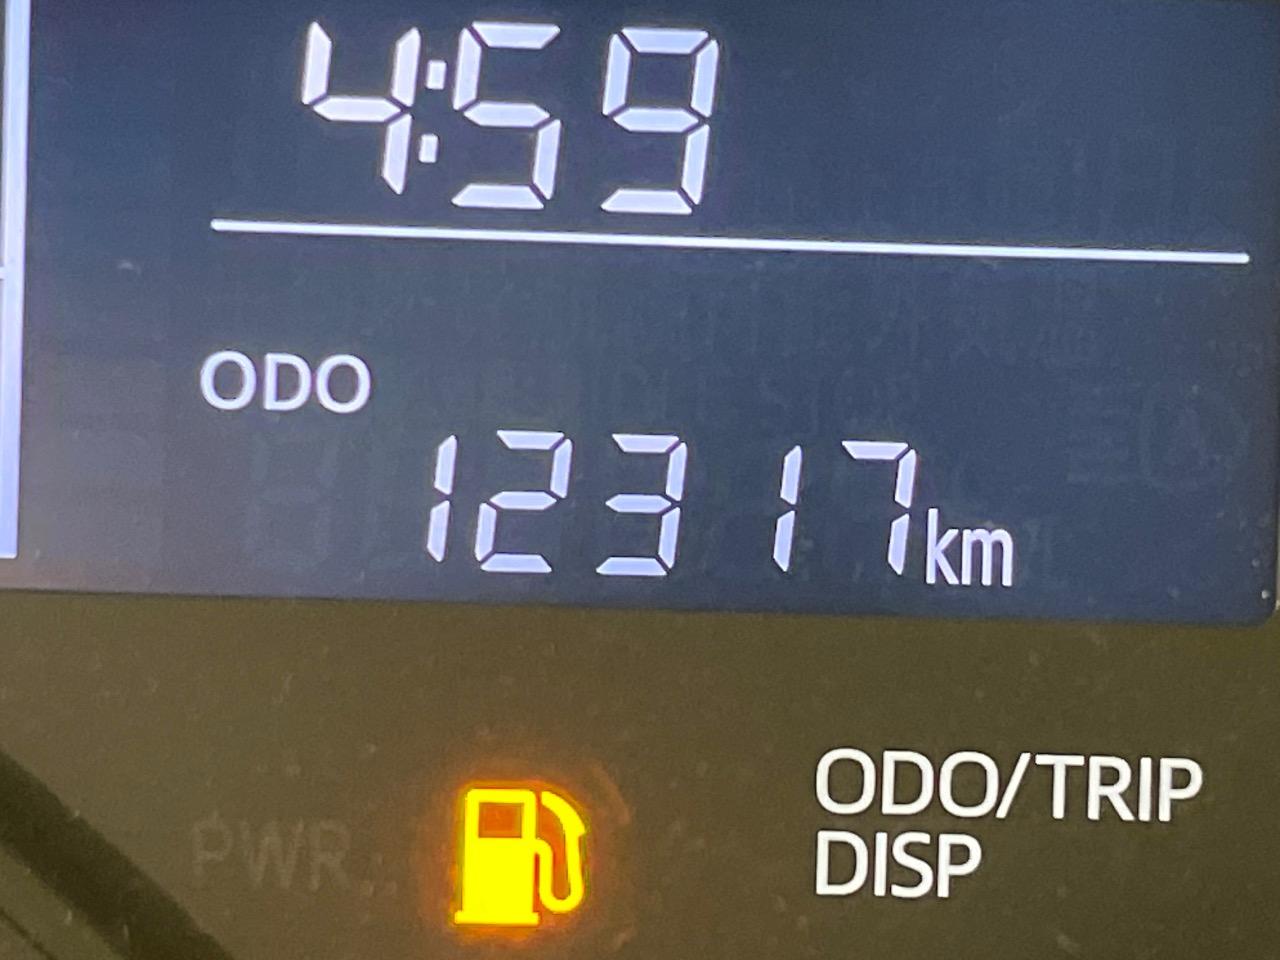 4:59
ODO
12317km
ODO/TRIP
DISP
PWR